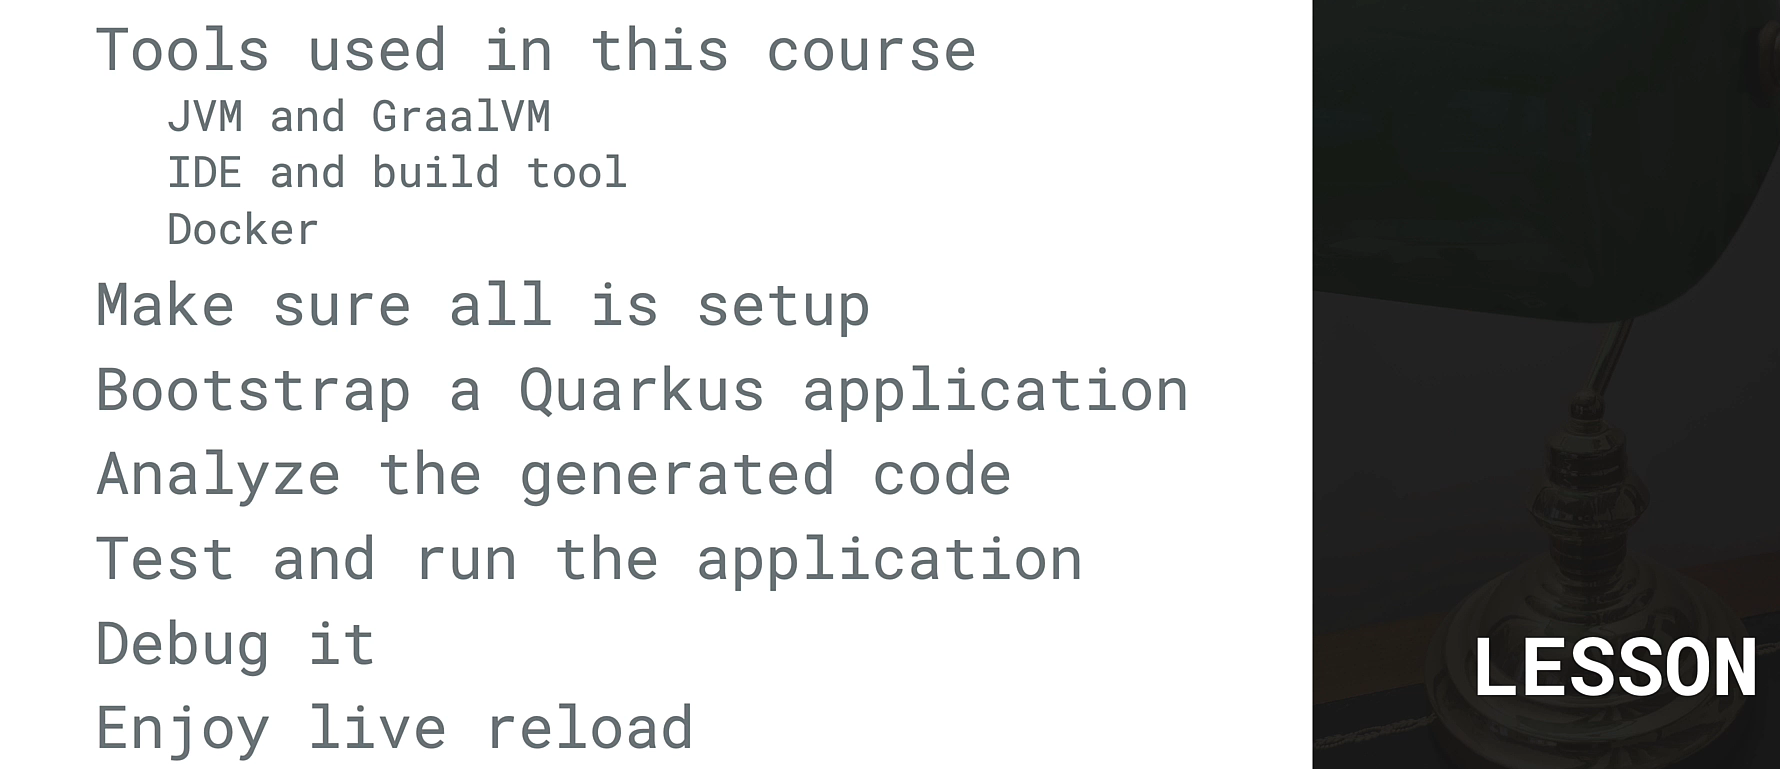 Tools used in this course
JVM and GraalVM
IDE and build tool
Docker
Make sure all is setup
Bootstrap a Quarkus application
Analyze the generated code
Test and run the application
Debug it
Enjoy live reload
LESSON